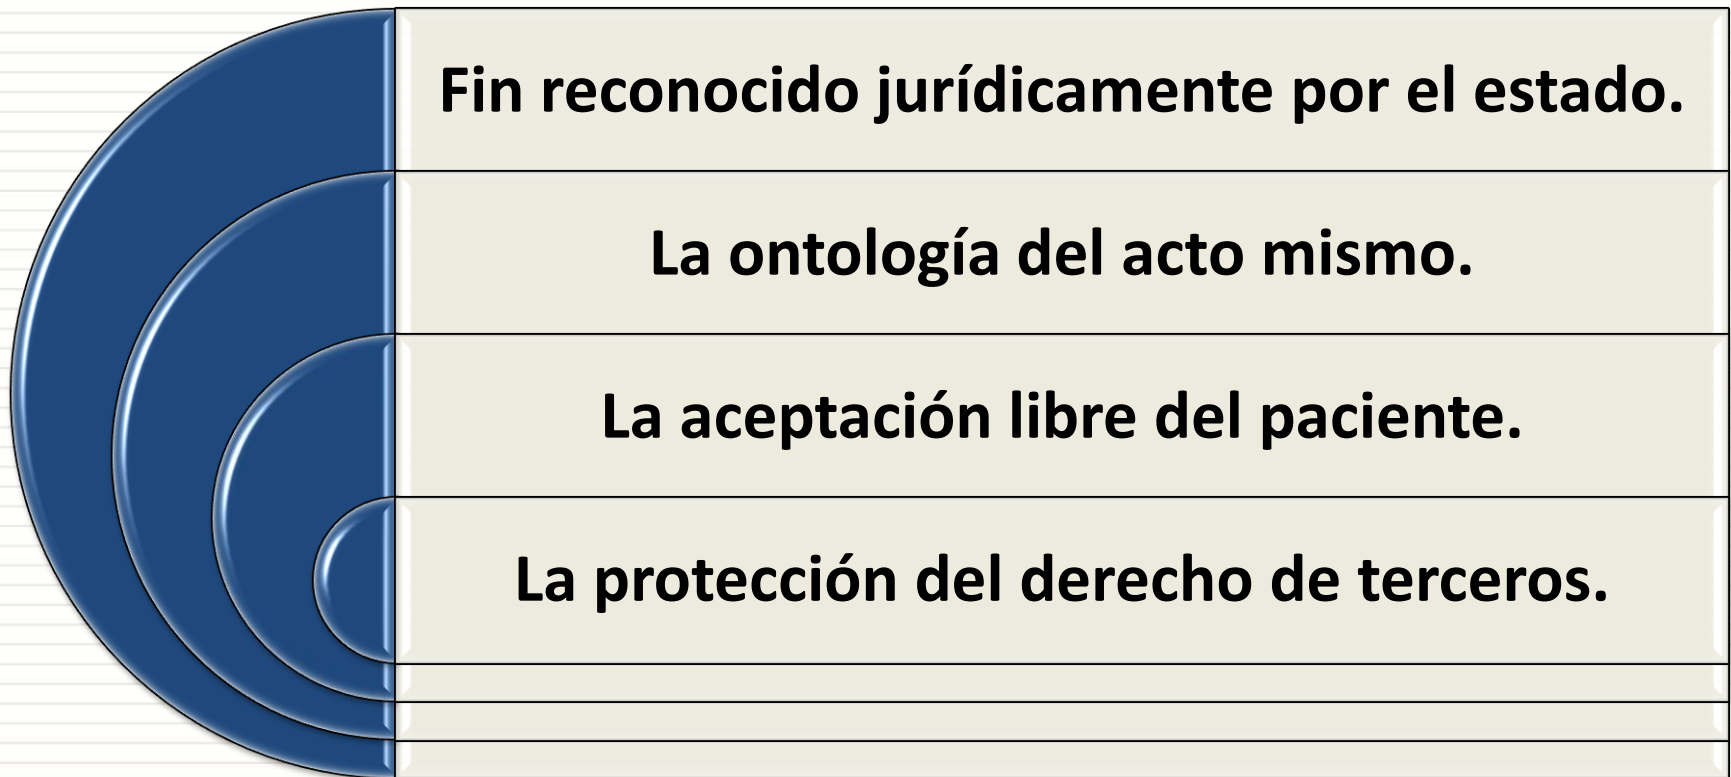 Fin reconocido jurídicamente por el estado.
La ontología del acto mismo.
La aceptación libre del paciente.
La protección del derecho de terceros.